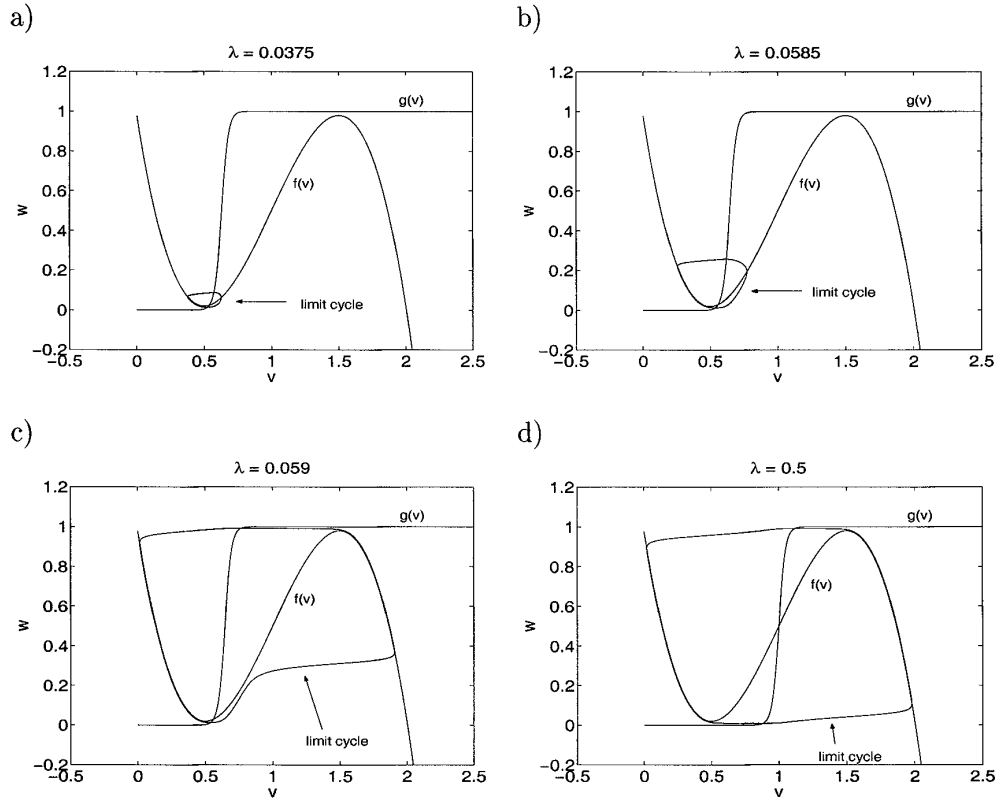 a)
λ = 0.0375
1.2
1
0.8
0.6
0.4
0.2
0
−0.2
−0.5
0
0.5
1
1.5
2
2.5
w
v
g(v)
f(v)
limit cycle
b)
λ = 0.0585
1.2
1
0.8
0.6
0.4
0.2
0
−0.2
−0.5
0
0.5
1
1.5
2
2.5
w
v
g(v)
f(v)
limit cycle
c)
λ = 0.059
1.2
1
0.8
0.6
0.4
0.2
0
−0.2
−0.5
0
0.5
1
1.5
2
2.5
w
v
g(v)
f(v)
limit cycle
d)
λ = 0.5
1.2
1
0.8
0.6
0.4
0.2
0
−0.2
−0.5
0
0.5
1
1.5
2
2.5
w
v
g(v)
f(v)
limit cycle